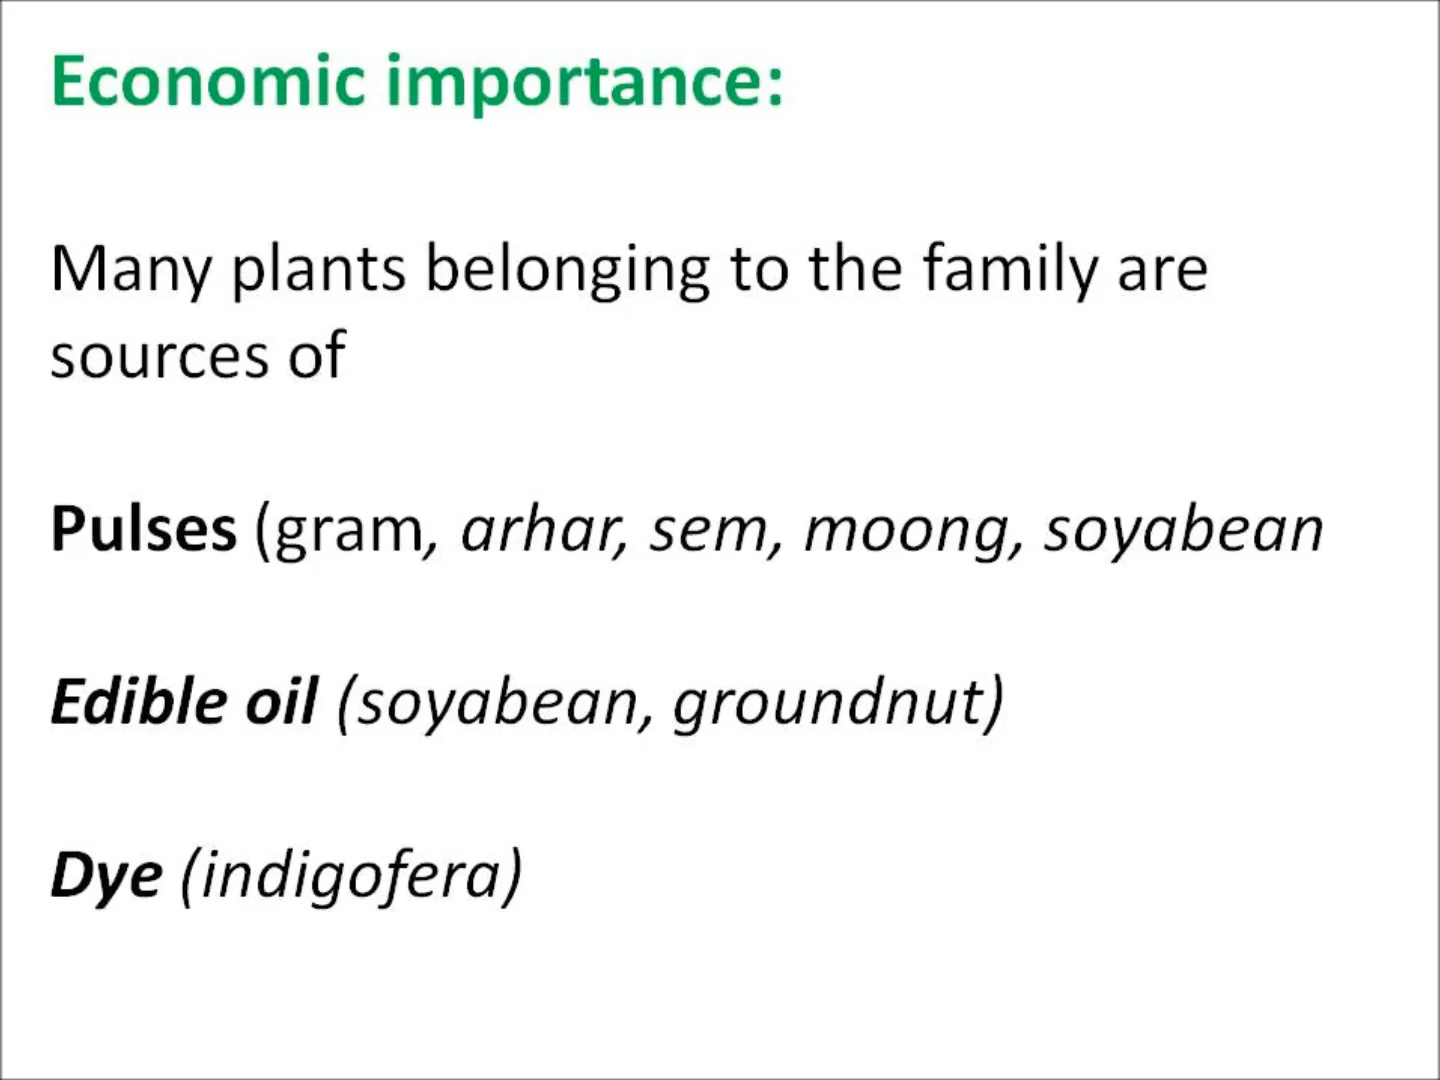 Economic importance:
Many plants belonging to the family are
sources of
Pulses (gram, arhar, sem, moong, soyabean
Edible oil (soyabean, groundnut)
Dye (indigofera)